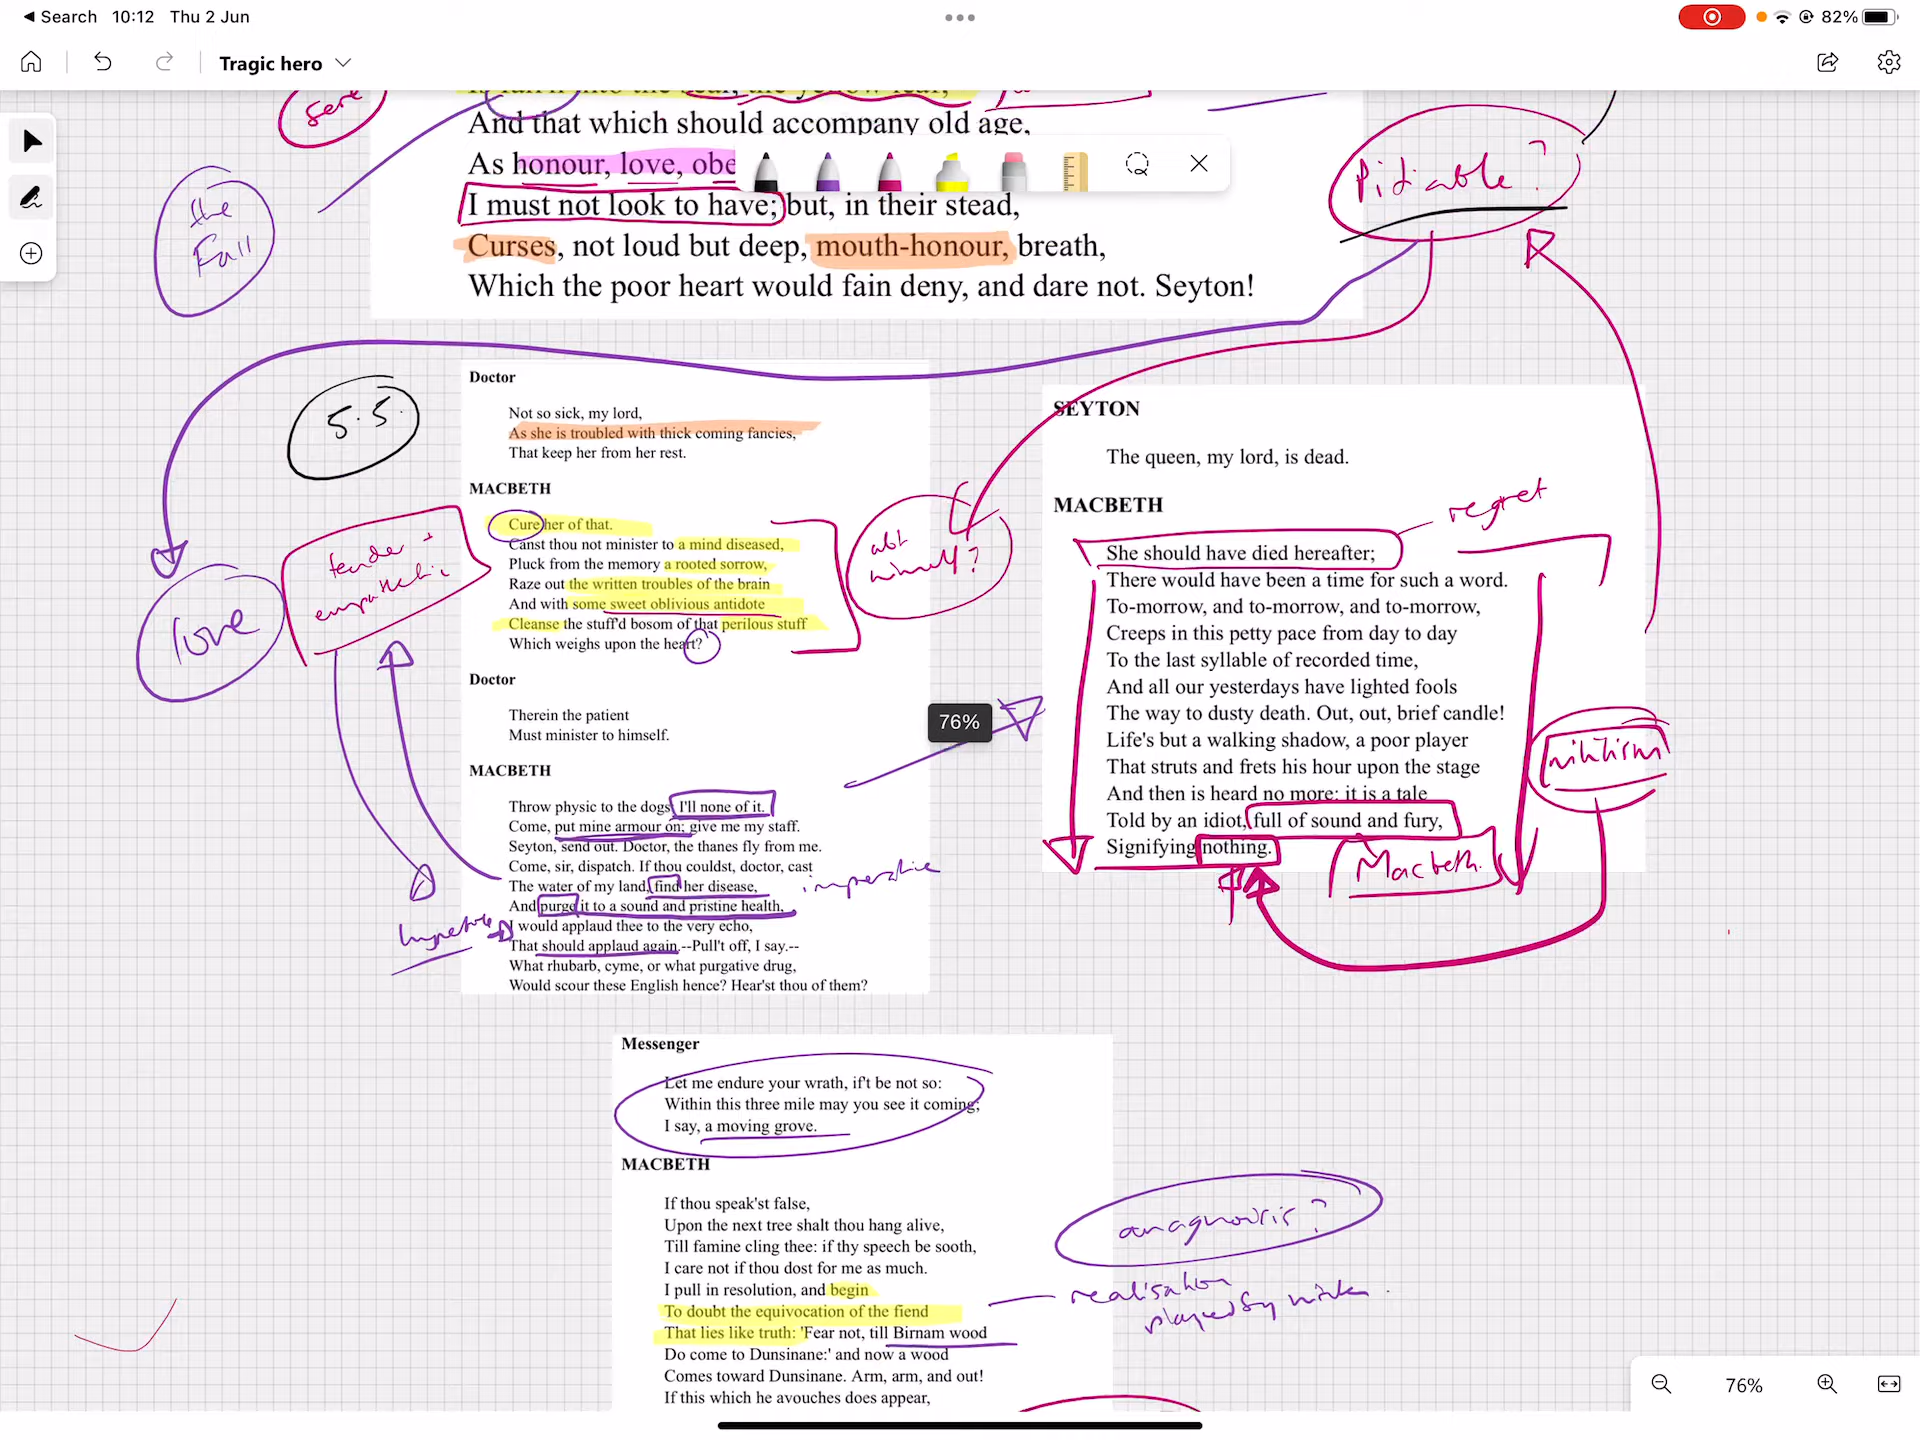 Search 10:12 Thu 2 Jun
82%
Tragic hero
sere
And that which should accompany old age,
As honour, love, obe
I must not look to have; but, in their stead,
Curses, not loud but deep, mouth-honour, breath,
Which the poor heart would fain deny, and dare not. Seyton!
the
Fall
Pitiable?
5.5.
Doctor
Not so sick, my lord,
As she is troubled with thick coming fancies,
That keep her from her rest.
MACBETH
Cure her of that.
Canst thou not minister to a mind diseased,
Pluck from the memory a rooted sorrow,
Raze out the written troubles of the brain
And with some sweet oblivious antidote
Cleanse the stuff'd bosom of that perilous stuff
Which weighs upon the heart?
Doctor
Therein the patient
Must minister to himself.
MACBETH
Throw physic to the dogs I'll none of it.
Come, put mine armour on; give me my staff.
Seyton, send out. Doctor, the thanes fly from me.
Come, sir, dispatch. If thou couldst, doctor, cast
The water of my land, find her disease,
And purge it to a sound and pristine health,
I would applaud thee to the very echo,
That should applaud again.--Pull't off, I say.--
What rhubarb, cyme, or what purgative drug,
Would scour these English hence? Hear'st thou of them?
tender +
empathetic
love
abt
himself?
imperative
76%
SEYTON
The queen, my lord, is dead.
MACBETH
regret
She should have died hereafter;
There would have been a time for such a word.
To-morrow, and to-morrow, and to-morrow,
Creeps in this petty pace from day to day
To the last syllable of recorded time,
And all our yesterdays have lighted fools
The way to dusty death. Out, out, brief candle!
Life's but a walking shadow, a poor player
That struts and frets his hour upon the stage
And then is heard no more: it is a tale
Told by an idiot, full of sound and fury,
Signifying nothing.
nihilism
Macbeth.
Messenger
Let me endure your wrath, if't be not so:
Within this three mile may you see it coming;
I say, a moving grove.
MACBETH
If thou speak'st false,
Upon the next tree shalt thou hang alive,
Till famine cling thee: if thy speech be sooth,
I care not if thou dost for me as much.
I pull in resolution, and begin
To doubt the equivocation of the fiend
That lies like truth: 'Fear not, till Birnam wood
Do come to Dunsinane:' and now a wood
Comes toward Dunsinane. Arm, arm, and out!
If this which he avouches does appear,
anagnorisis?
realisation
played by
76%